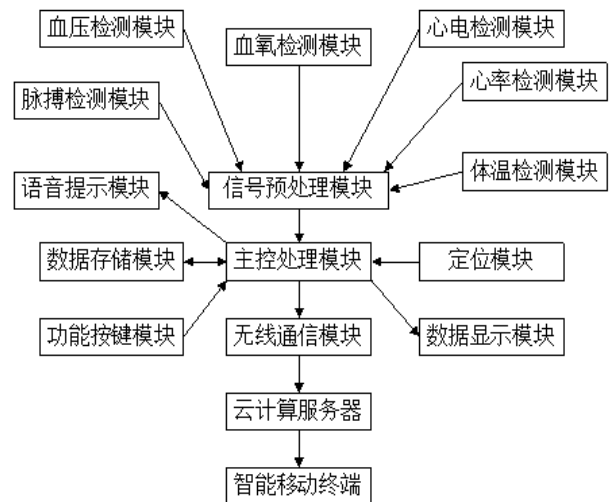 血压检测模块
血氧检测模块
心电检测模块
脉搏检测模块
心率检测模块
语音提示模块
信号预处理模块
体温检测模块
数据存储模块
主控处理模块
定位模块
功能按键模块
无线通信模块
数据显示模块
云计算服务器
智能移动终端